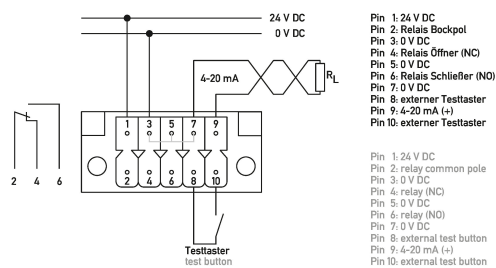 24 V DC
0 V DC
4-20 mA
RL
1 3 5 7 9
2 4 6 8 10
2 4 6
Testtaster
test button
Pin 1: 24 V DC
Pin 2: Relais Bockpol
Pin 3: 0 V DC
Pin 4: Relais Öffner (NC)
Pin 5: 0 V DC
Pin 6: Relais Schließer (NO)
Pin 7: 0 V DC
Pin 8: externer Testtaster
Pin 9: 4-20 mA (+)
Pin 10: externer Testtaster
Pin 1: 24 V DC
Pin 2: relay common pole
Pin 3: 0 V DC
Pin 4: relay (NC)
Pin 5: 0 V DC
Pin 6: relay (NO)
Pin 7: 0 V DC
Pin 8: external test button
Pin 9: 4-20 mA (+)
Pin 10: external test button